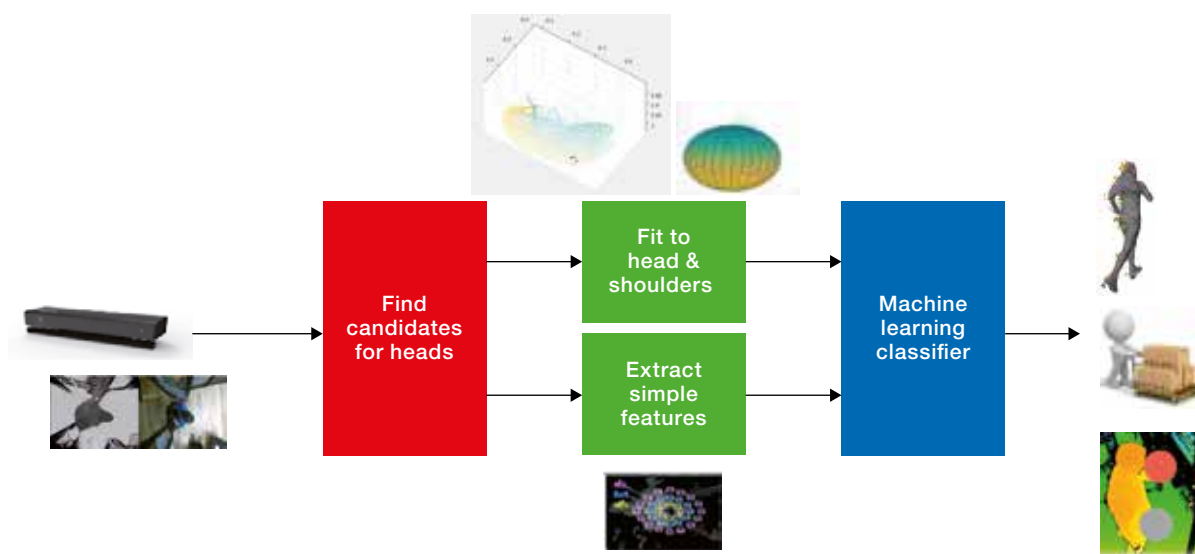 Find
candidates
for heads
Fit to
head &
shoulders
Extract
simple
features
Machine
learning
classifier